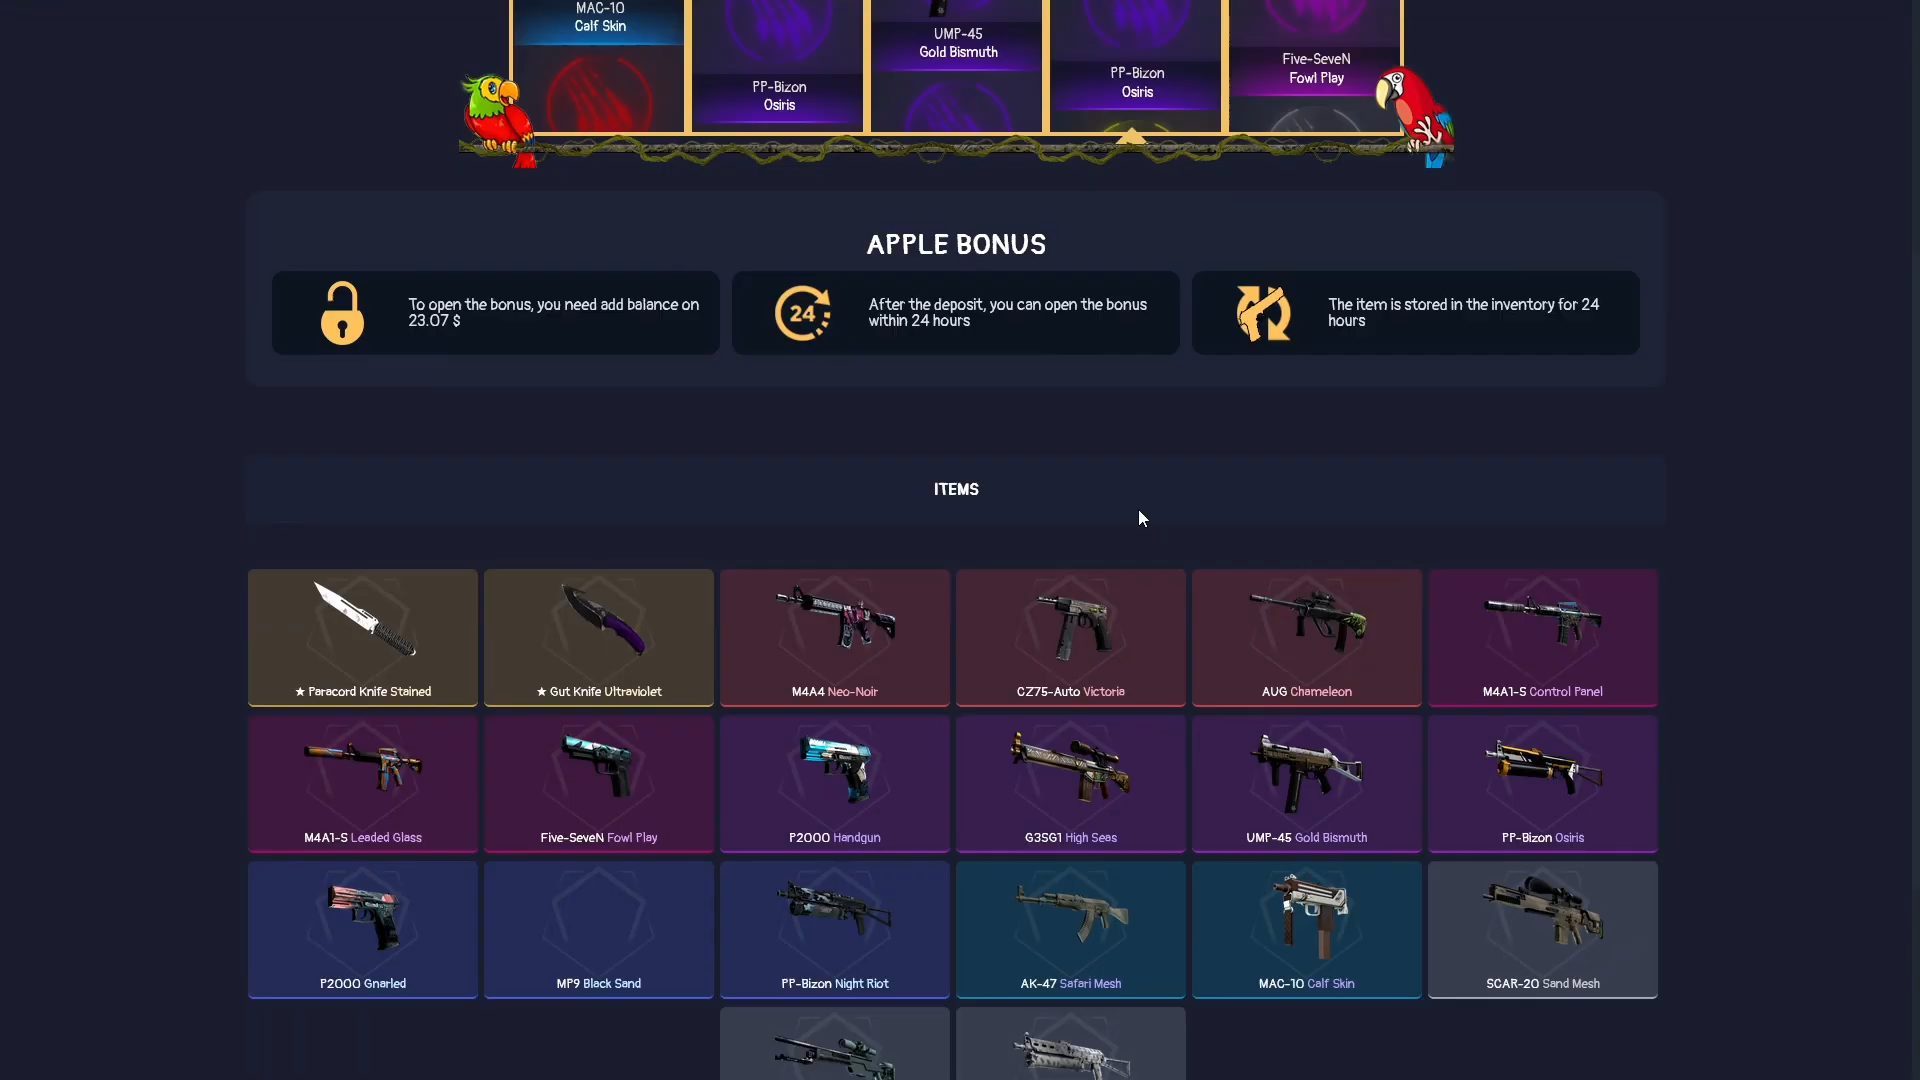 MAC-10
Calf Skin
PP-Bizon
Osiris
UMP-45
Gold Bismuth
PP-Bizon
Osiris
Five-SeveN
Fowl Play
APPLE BONUS
To open the bonus, you need add balance on
23.07 $
24
After the deposit, you can open the bonus
within 24 hours
The item is stored in the inventory for 24
hours
ITEMS
★ Paracord Knife Stained
★ Gut Knife Ultraviolet
M4A4 Neo-Noir
CZ75-Auto Victoria
AUG Chameleon
M4A1-S Control Panel
M4A1-S Leaded Glass
Five-SeveN Fowl Play
P2000 Handgun
G3SG1 High Seas
UMP-45 Gold Bismuth
PP-Bizon Osiris
P2000 Gnarled
MP9 Black Sand
PP-Bizon Night Riot
AK-47 Safari Mesh
MAC-10 Calf Skin
SCAR-20 Sand Mesh